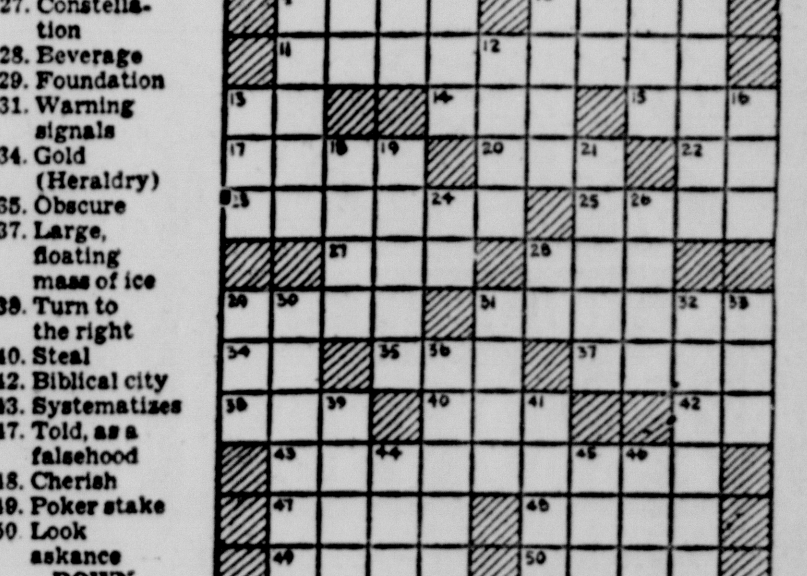 27. Constella-
tion
28. Beverage
29. Foundation
31. Warning
signals
34. Gold
(Heraldry)
35. Obscure
37. Large,
floating
mass of ice
38. Turn to
the right
40. Steal
42. Biblical city
43. Systematizes
47. Told, as a
falsehood
48. Cherish
49. Poker stake
50. Look
askance
11 12
13 14 15 16
17 18 19 20 21 22
23 24 25 26
27 28
29 30 31 32 33
34 35 36 37
38 39 40 41 42
43 44 45 46
47 48
49 50